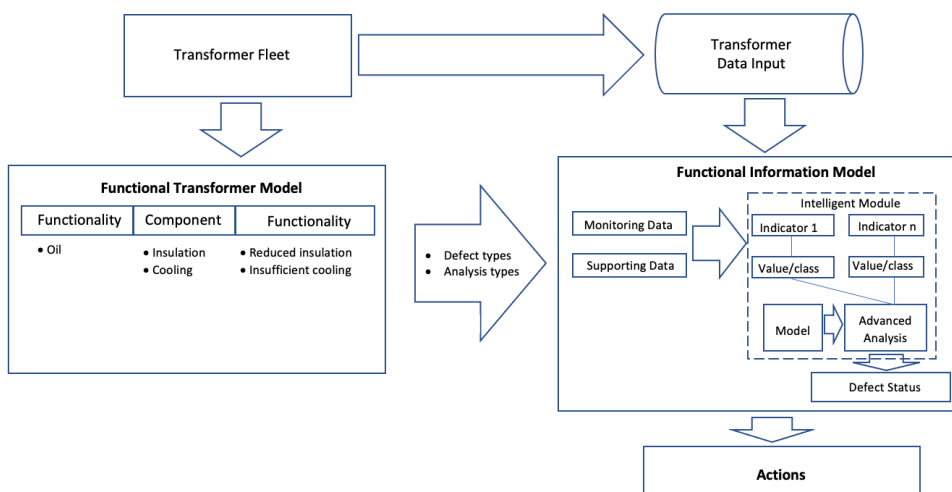 Transformer Fleet
Transformer
Data Input
Functional Transformer Model
Functionality
Component
Functionality
• Oil
• Insulation
• Cooling
• Reduced insulation
• Insufficient cooling
• Defect types
• Analysis types
Functional Information Model
Monitoring Data
Supporting Data
Intelligent Module
Indicator 1
Indicator n
Value/class
Value/class
Model
Advanced
Analysis
Defect Status
Actions